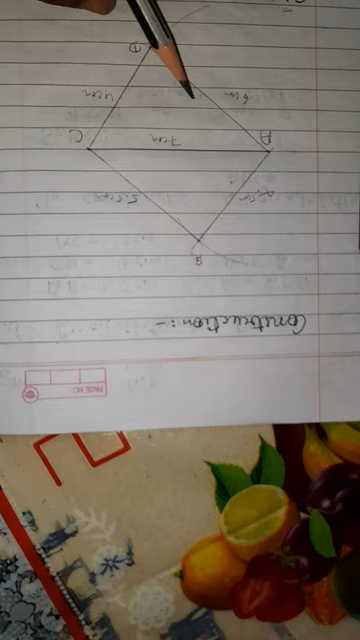 PAGE NO.
Construction:-
B
5.5cm
A
7cm
C
6cm
4cm
D